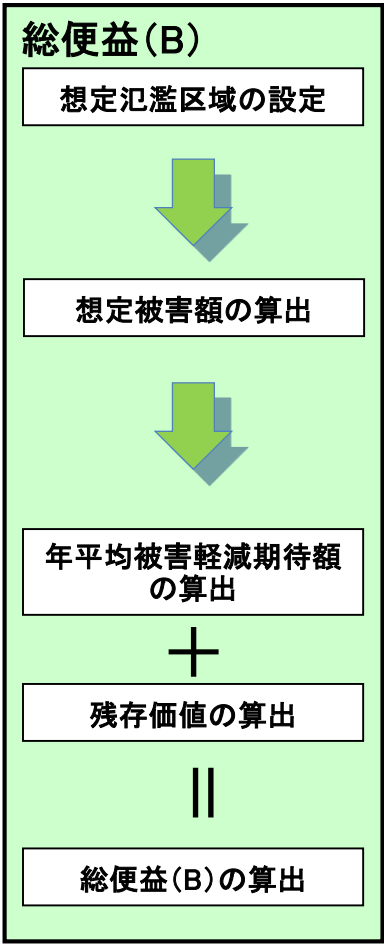 総便益(B)
想定氾濫区域の設定
想定被害額の算出
年平均被害軽減期待額
の算出
+
残存価値の算出
=
総便益(B)の算出